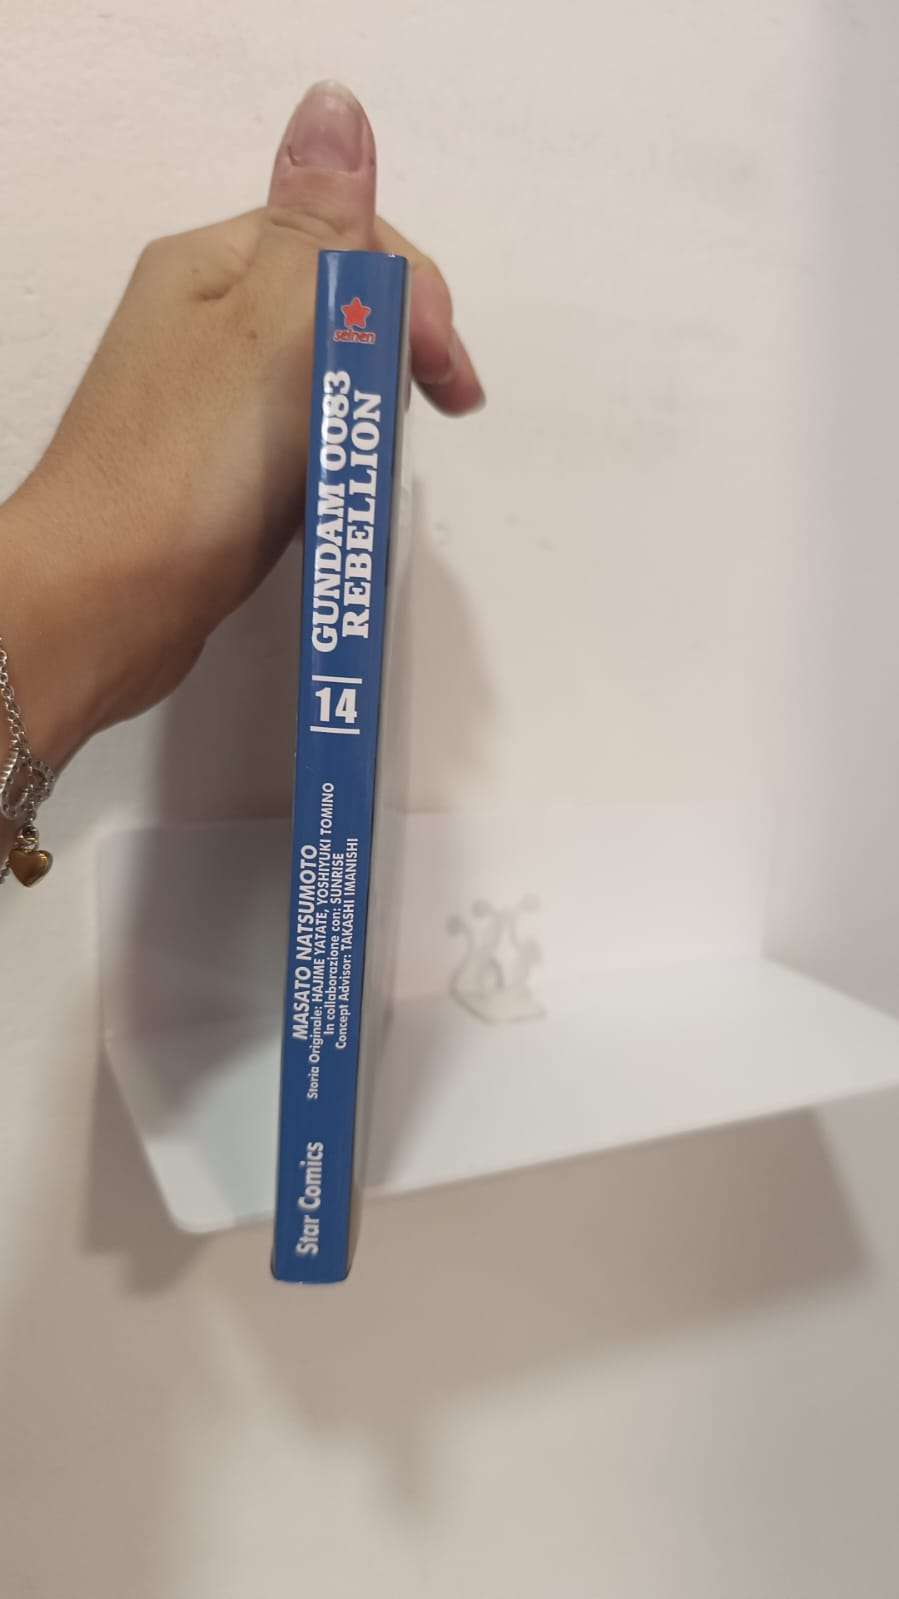 seinen
GUNDAM 0083
REBELLION
14
MASATO NATSUMOTO
Storia Originale: HAJIME YATATE, YOSHIYUKI TOMINO
In collaborazione con: SUNRISE
Concept Advisor: TAKASHI IMANISHI
Star Comics